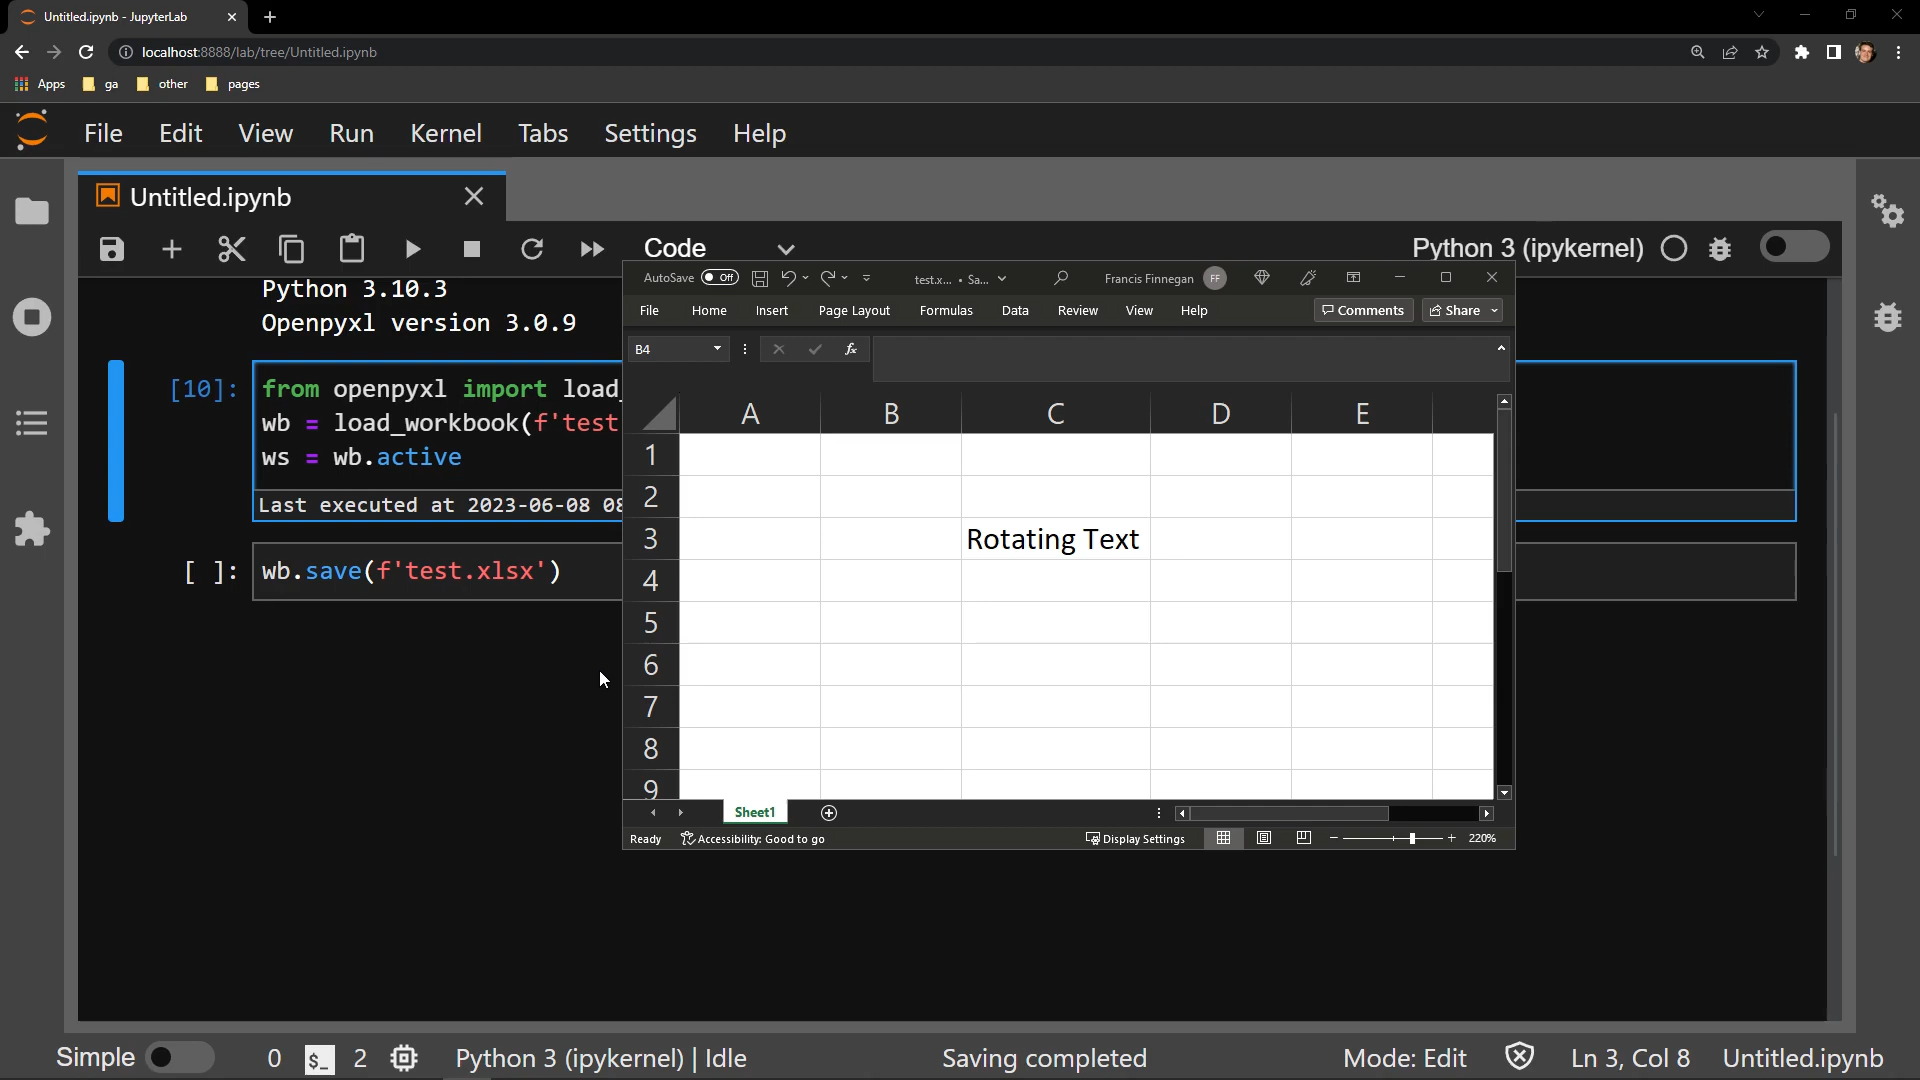 Untitled.ipynb - JupyterLab
localhost:8888/lab/tree/Untitled.ipynb
Apps ga other pages
File Edit View Run Kernel Tabs Settings Help
Untitled.ipynb
Code Python 3 (ipykernel)
Python 3.10.3
Openpyxl version 3.0.9
[10]: from openpyxl import load_
wb = load_workbook(f'test
ws = wb.active
Last executed at 2023-06-08 08
[ ]: wb.save(f'test.xlsx')
AutoSave Off test.x... • Sa... Francis Finnegan FF
File Home Insert Page Layout Formulas Data Review View Help Comments Share
B4 fx
A B C D E
1
2
3 Rotating Text
4
5
6
7
8
9
Sheet1
Ready Accessibility: Good to go Display Settings 220%
Simple 0 $_ 2 Python 3 (ipykernel) | Idle Saving completed Mode: Edit Ln 3, Col 8 Untitled.ipynb